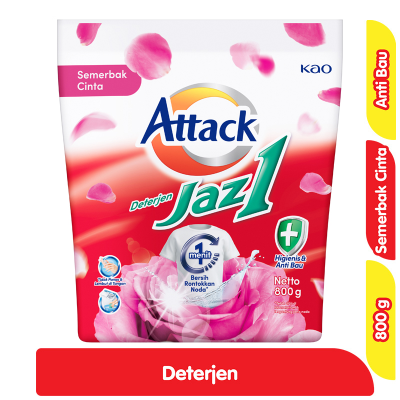 Semerbak
Cinta
Kao
Attack
Deterjen
Jaz1
1
menit
Bersih
Rontokkan
Noda*
Higienis &
Anti Bau
Netto
800 g
Anti Bau
Semerbak Cinta
800 g
Deterjen